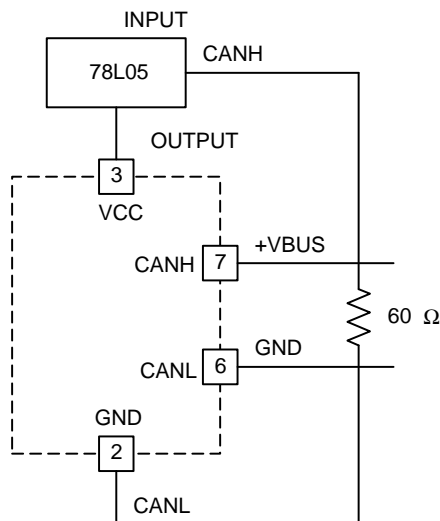 INPUT
CANH
78L05
OUTPUT
3
VCC
+VBUS
CANH
7
60 Ω
GND
CANL
6
GND
2
CANL